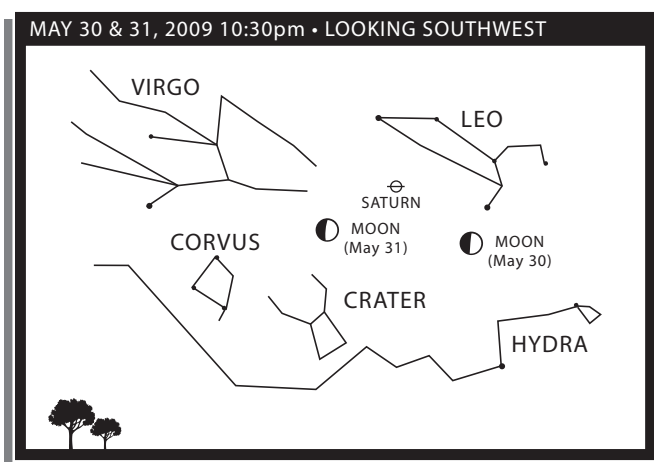 MAY 30 & 31, 2009 10:30pm • LOOKING SOUTHWEST
VIRGO
LEO
SATURN
MOON
(May 31)
MOON
(May 30)
CORVUS
CRATER
HYDRA